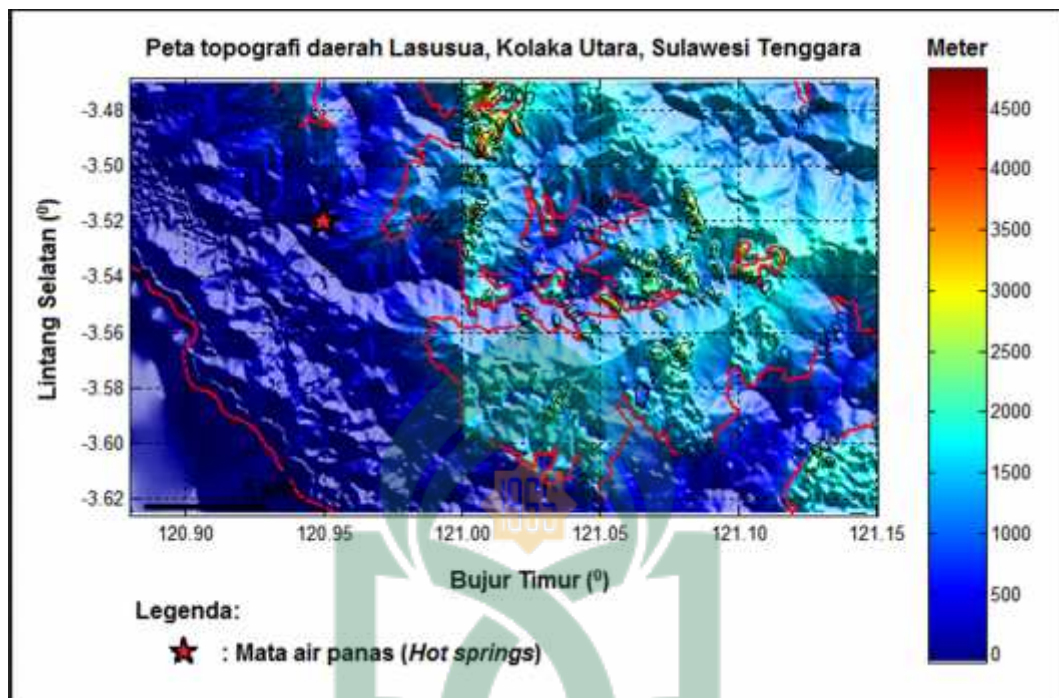 Peta topografi daerah Lasusua, Kolaka Utara, Sulawesi Tenggara
Meter
-3.48
-3.50
-3.52
-3.54
-3.56
-3.58
-3.60
-3.62
Lintang Selatan (⁰)
120.90 120.95 121.00 121.05 121.10 121.15
Bujur Timur (⁰)
4500
4000
3500
3000
2500
2000
1500
1000
500
0
Legenda:
: Mata air panas (Hot springs)